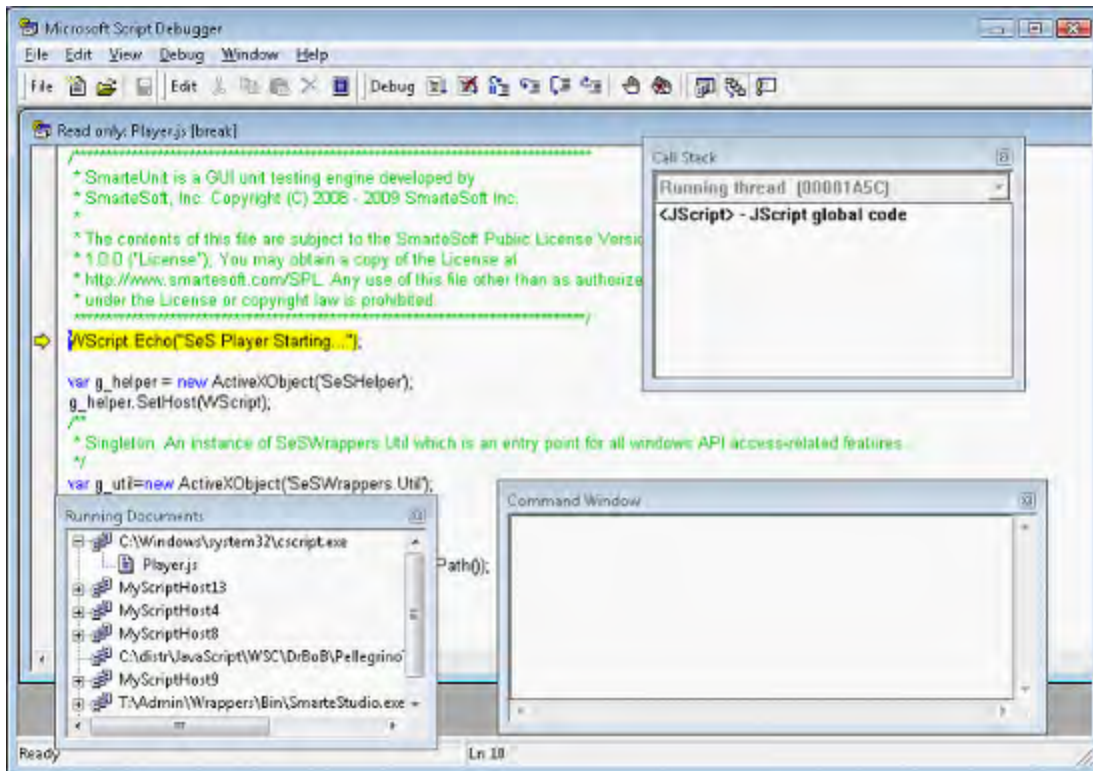 Microsoft Script Debugger
File Edit View Debug Window Help
File Edit Debug
Read only: Player.js [break]
/******************************************************************************
* SmarteUnit is a GUI unit testing engine developed by
* SmarteSoft, Inc. Copyright (C) 2008 - 2009 SmarteSoft Inc.
*
* The contents of this file are subject to the SmarteSoft Public License Versio
* 1.0.0 ("License"); You may obtain a copy of the License at
* http://www.smartesoft.com/SPL. Any use of this file other than as authorize
* under the License or copyright law is prohibited.
******************************************************************************/
WScript.Echo("SeS Player Starting...");
var g_helper = new ActiveXObject('SeSHelper');
g_helper.SetHost(WScript);
/**
* Singleton. An instance of SeSWrappers.Util which is an entry point for all windows API access-related features.
*/
var g_util=new ActiveXObject('SeSWrappers.Util');
Path());
Call Stack
Running thread (00001A5C)
<JScript> - JScript global code
Running Documents
C:\Windows\system32\cscript.exe
Player.js
MyScriptHost13
MyScriptHost4
MyScriptHost8
C:\distr\JavaScript\WSC\DrBoB\Pellegrino
MyScriptHost9
T:\Admin\Wrappers\Bin\SmarteStudio.exe
Command Window
Ready
Ln 10